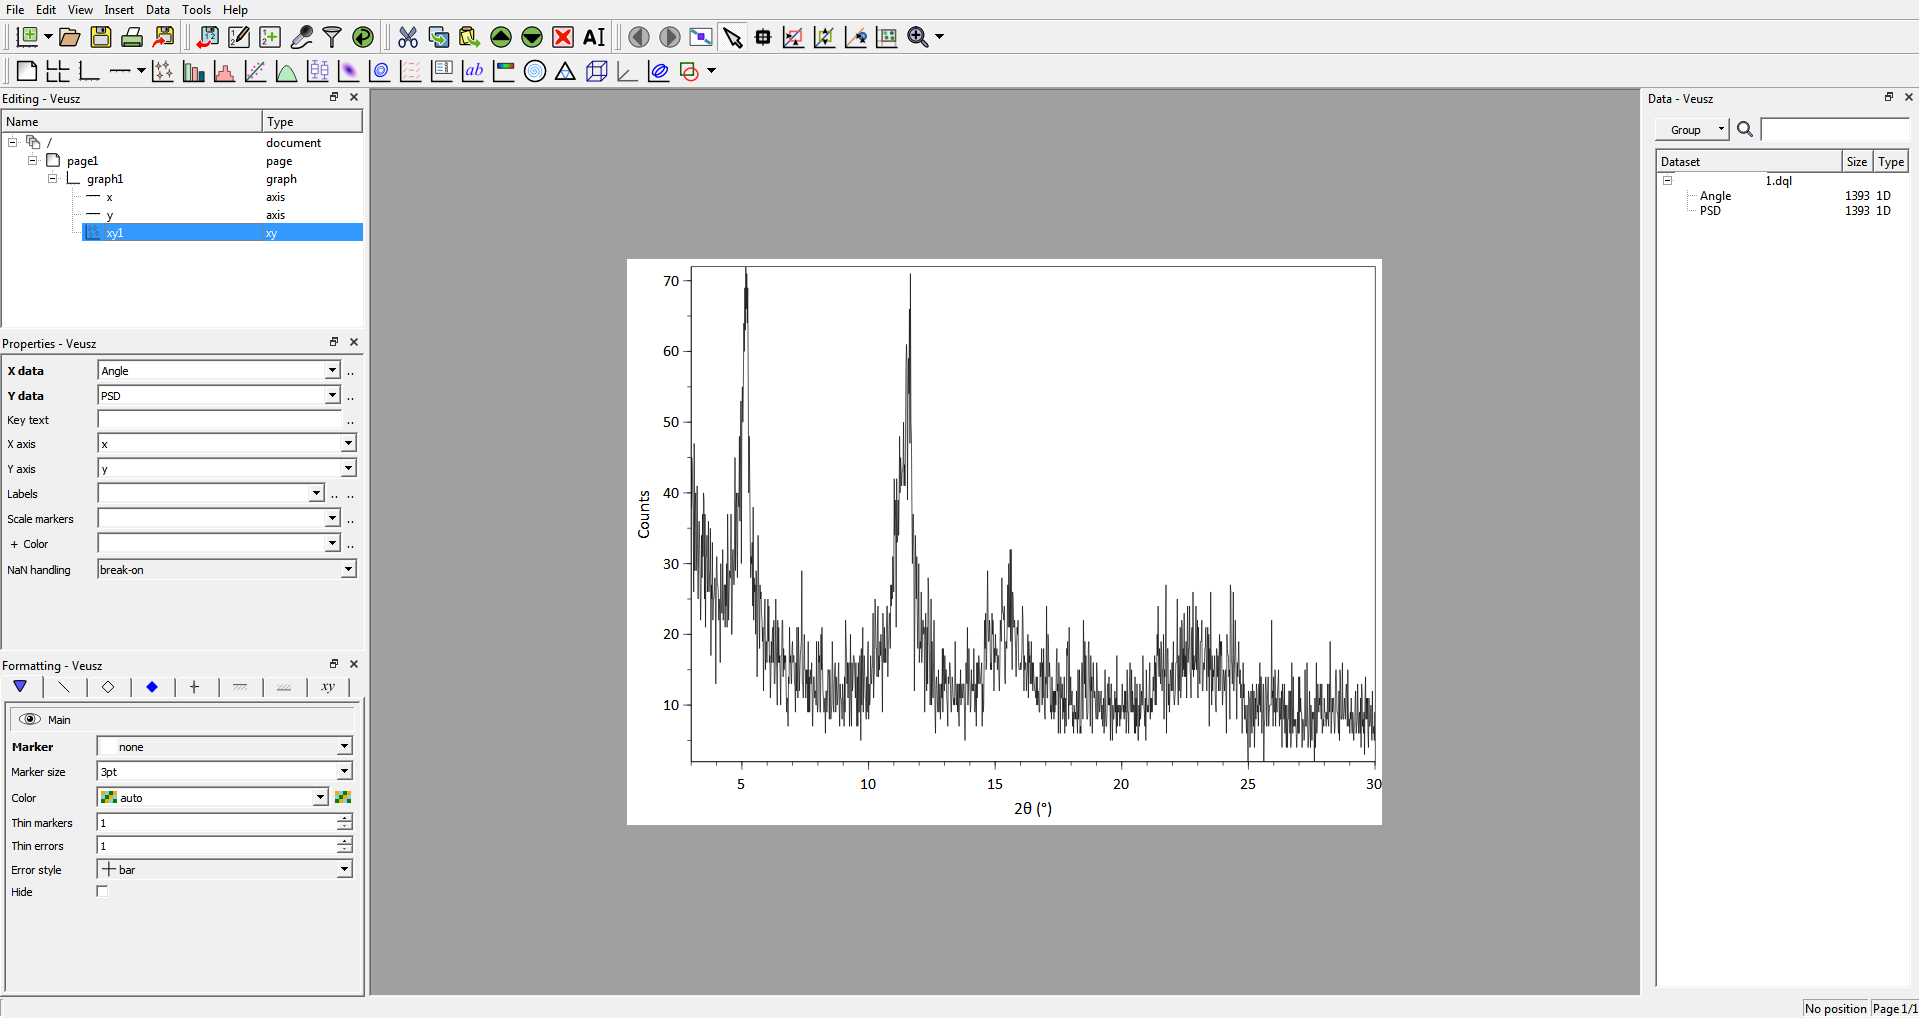 File Edit View Insert Data Tools Help
Editing - Veusz
Name Type
/ document
page1 page
graph1 graph
x axis
y axis
xy1 xy
Properties - Veusz
X data Angle ..
Y data PSD ..
Key text ..
X axis x
Y axis y
Labels .. ..
Scale markers ..
+ Color ..
NaN handling break-on
Formatting - Veusz
xy
Main
Marker none
Marker size 3pt
Color auto
Thin markers 1
Thin errors 1
Error style bar
Hide
70
60
50
40
30
20
10
Counts
5 10 15 20 25 30
2θ (°)
Data - Veusz
Group
Dataset Size Type
1.dql
Angle 1393 1D
PSD 1393 1D
No position Page 1/1